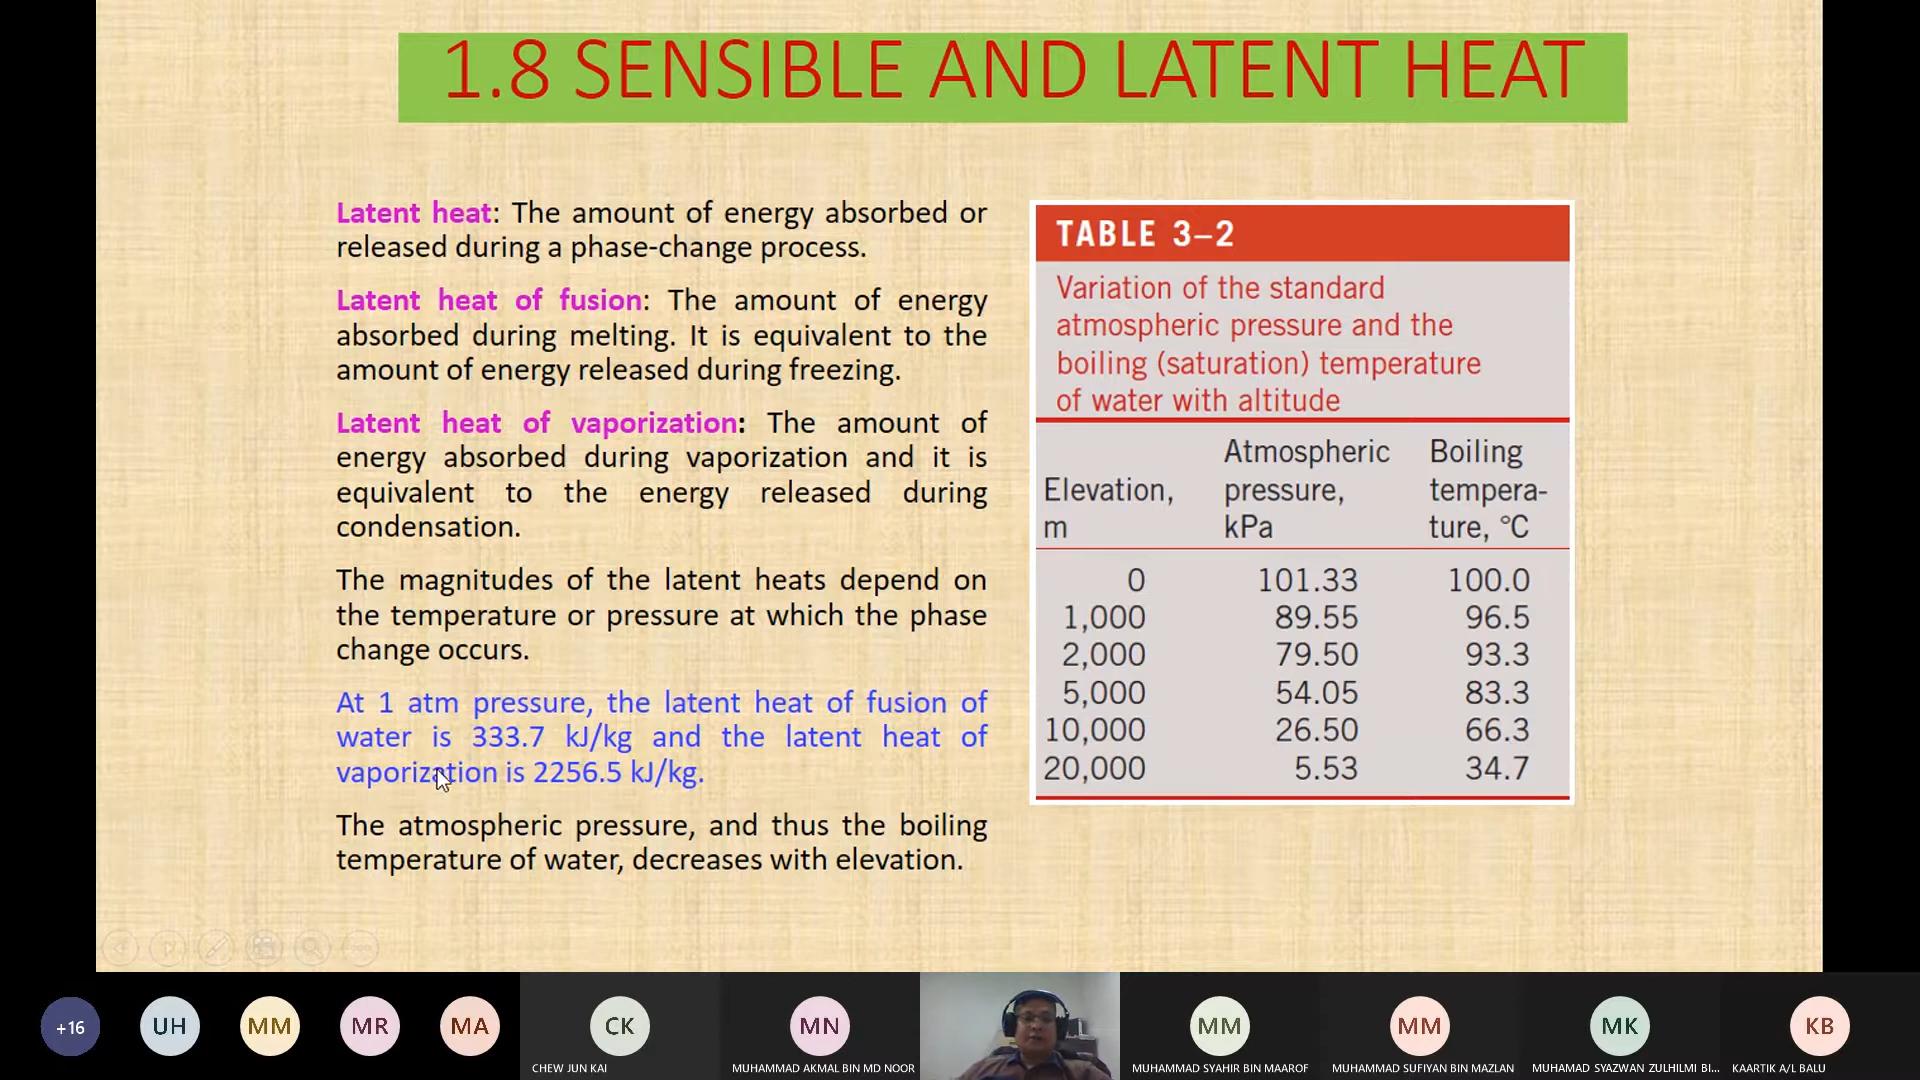 1.8 SENSIBLE AND LATENT HEAT
Latent heat: The amount of energy absorbed or
released during a phase-change process.
Latent heat of fusion: The amount of energy
absorbed during melting. It is equivalent to the
amount of energy released during freezing.
Latent heat of vaporization: The amount of
energy absorbed during vaporization and it is
equivalent to the energy released during
condensation.
The magnitudes of the latent heats depend on
the temperature or pressure at which the phase
change occurs.
At 1 atm pressure, the latent heat of fusion of
water is 333.7 kJ/kg and the latent heat of
vaporization is 2256.5 kJ/kg.
The atmospheric pressure, and thus the boiling
temperature of water, decreases with elevation.
TABLE 3–2
Variation of the standard
atmospheric pressure and the
boiling (saturation) temperature
of water with altitude
Atmospheric Boiling
Elevation, pressure, tempera-
m kPa ture, °C
0 101.33 100.0
1,000 89.55 96.5
2,000 79.50 93.3
5,000 54.05 83.3
10,000 26.50 66.3
20,000 5.53 34.7
+16 UH MM MR MA CK MN MM MM MK KB
CHEW JUN KAI MUHAMMAD AKMAL BIN MD NOOR MUHAMMAD SYAHIR BIN MAAROF MUHAMMAD SUFIYAN BIN MAZLAN MUHAMAD SYAZWAN ZULHILMI BI... KAARTIK A/L BALU